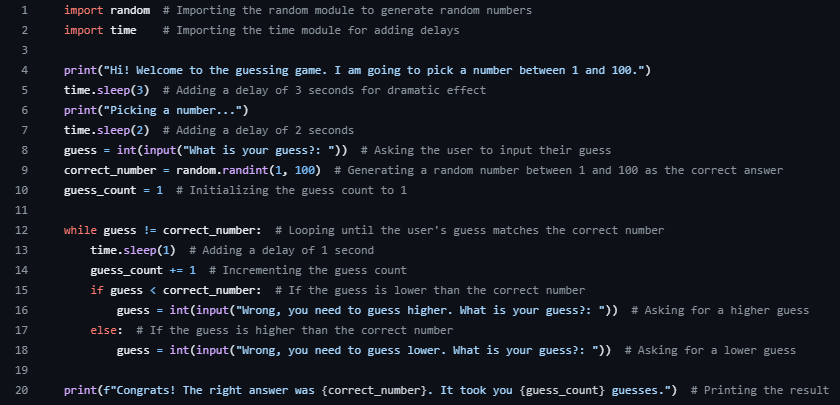 1 import random  # Importing the random module to generate random numbers
2 import time    # Importing the time module for adding delays
3
4 print("Hi! Welcome to the guessing game. I am going to pick a number between 1 and 100.")
5 time.sleep(3)  # Adding a delay of 3 seconds for dramatic effect
6 print("Picking a number...")
7 time.sleep(2)  # Adding a delay of 2 seconds
8 guess = int(input("What is your guess?: "))  # Asking the user to input their guess
9 correct_number = random.randint(1, 100)  # Generating a random number between 1 and 100 as the correct answer
10 guess_count = 1  # Initializing the guess count to 1
11
12 while guess != correct_number:  # Looping until the user's guess matches the correct number
13     time.sleep(1)  # Adding a delay of 1 second
14     guess_count += 1  # Incrementing the guess count
15     if guess < correct_number:  # If the guess is lower than the correct number
16         guess = int(input("Wrong, you need to guess higher. What is your guess?: "))  # Asking for a higher guess
17     else:  # If the guess is higher than the correct number
18         guess = int(input("Wrong, you need to guess lower. What is your guess?: "))  # Asking for a lower guess
19
20 print(f"Congrats! The right answer was {correct_number}. It took you {guess_count} guesses.")  # Printing the result